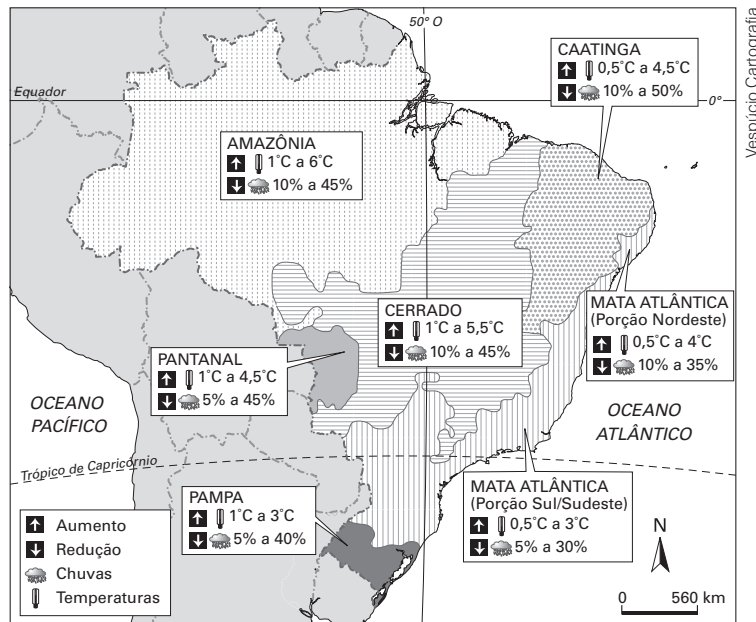 50° O
Vespúcio Cartografia
CAATINGA
0,5°C a 4,5°C
10% a 50%
Equador
0°
AMAZÔNIA
1°C a 6°C
10% a 45%
MATA ATLÂNTICA
(Porção Nordeste)
0,5°C a 4°C
10% a 35%
CERRADO
1°C a 5,5°C
10% a 45%
PANTANAL
1°C a 4,5°C
5% a 45%
OCEANO
PACÍFICO
OCEANO
ATLÂNTICO
Trópico de Capricórnio
MATA ATLÂNTICA
(Porção Sul/Sudeste)
0,5°C a 3°C
5% a 30%
PAMPA
1°C a 3°C
5% a 40%
Aumento
Redução
Chuvas
Temperaturas
N
0 560 km